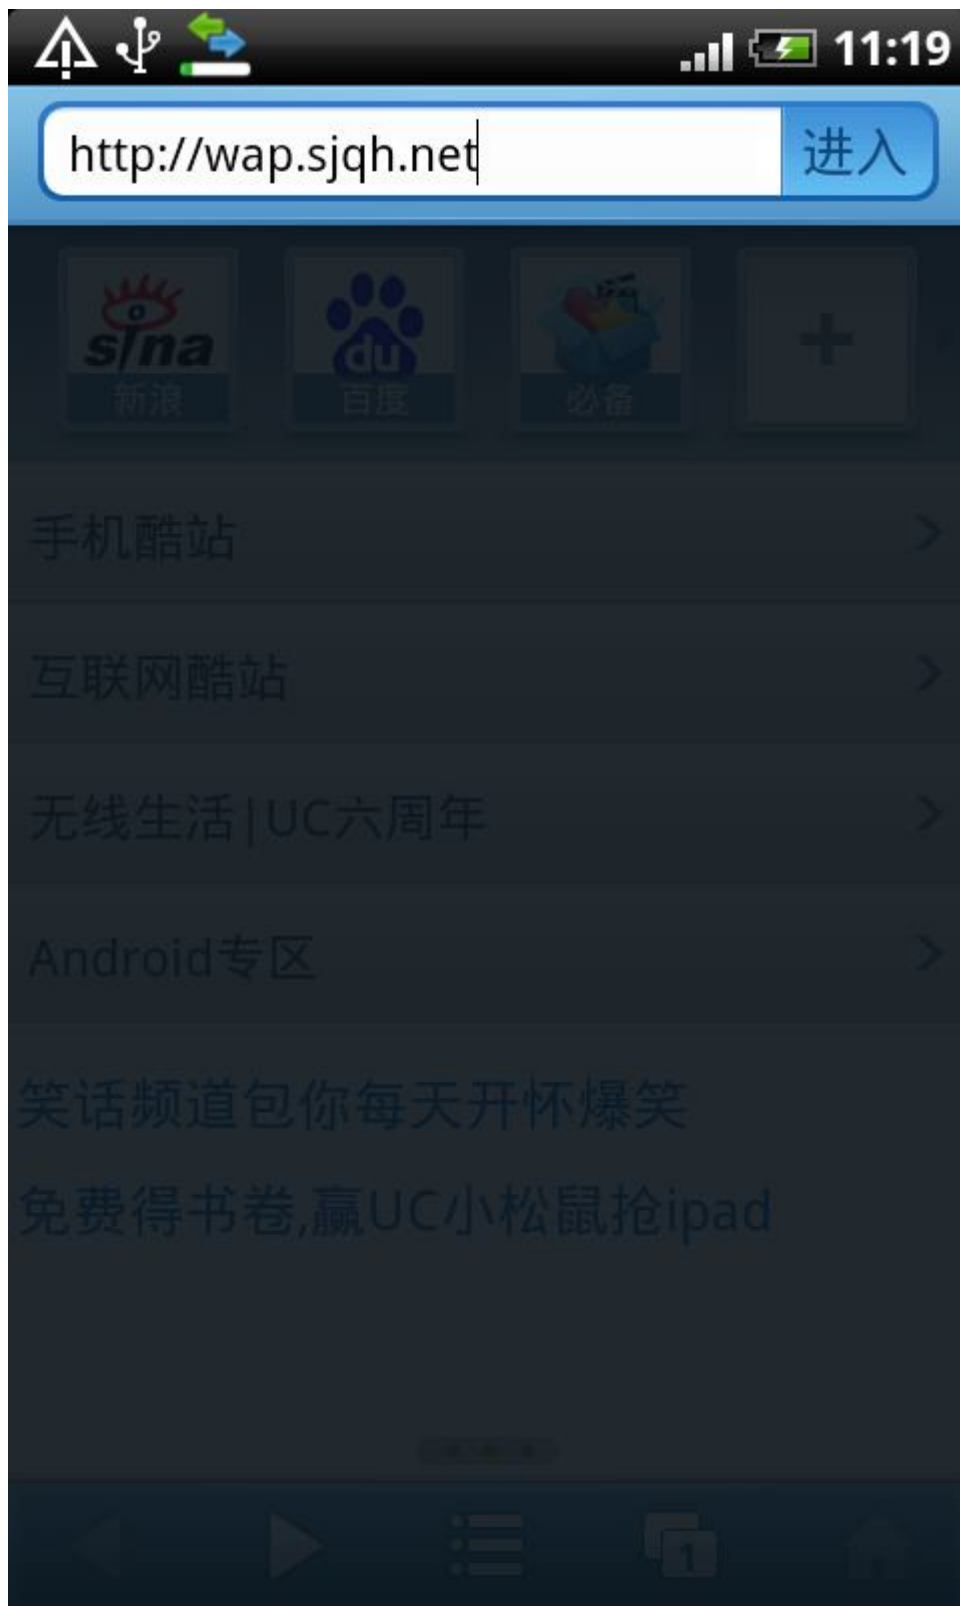 11:19
http://wap.sjqh.net 进入
sina du
新浪 百度 必备
手机酷站
互联网酷站
无线生活|UC六周年
Android专区
笑话频道包你每天开怀爆笑
免费得书卷,赢UC小松鼠抢ipad
1